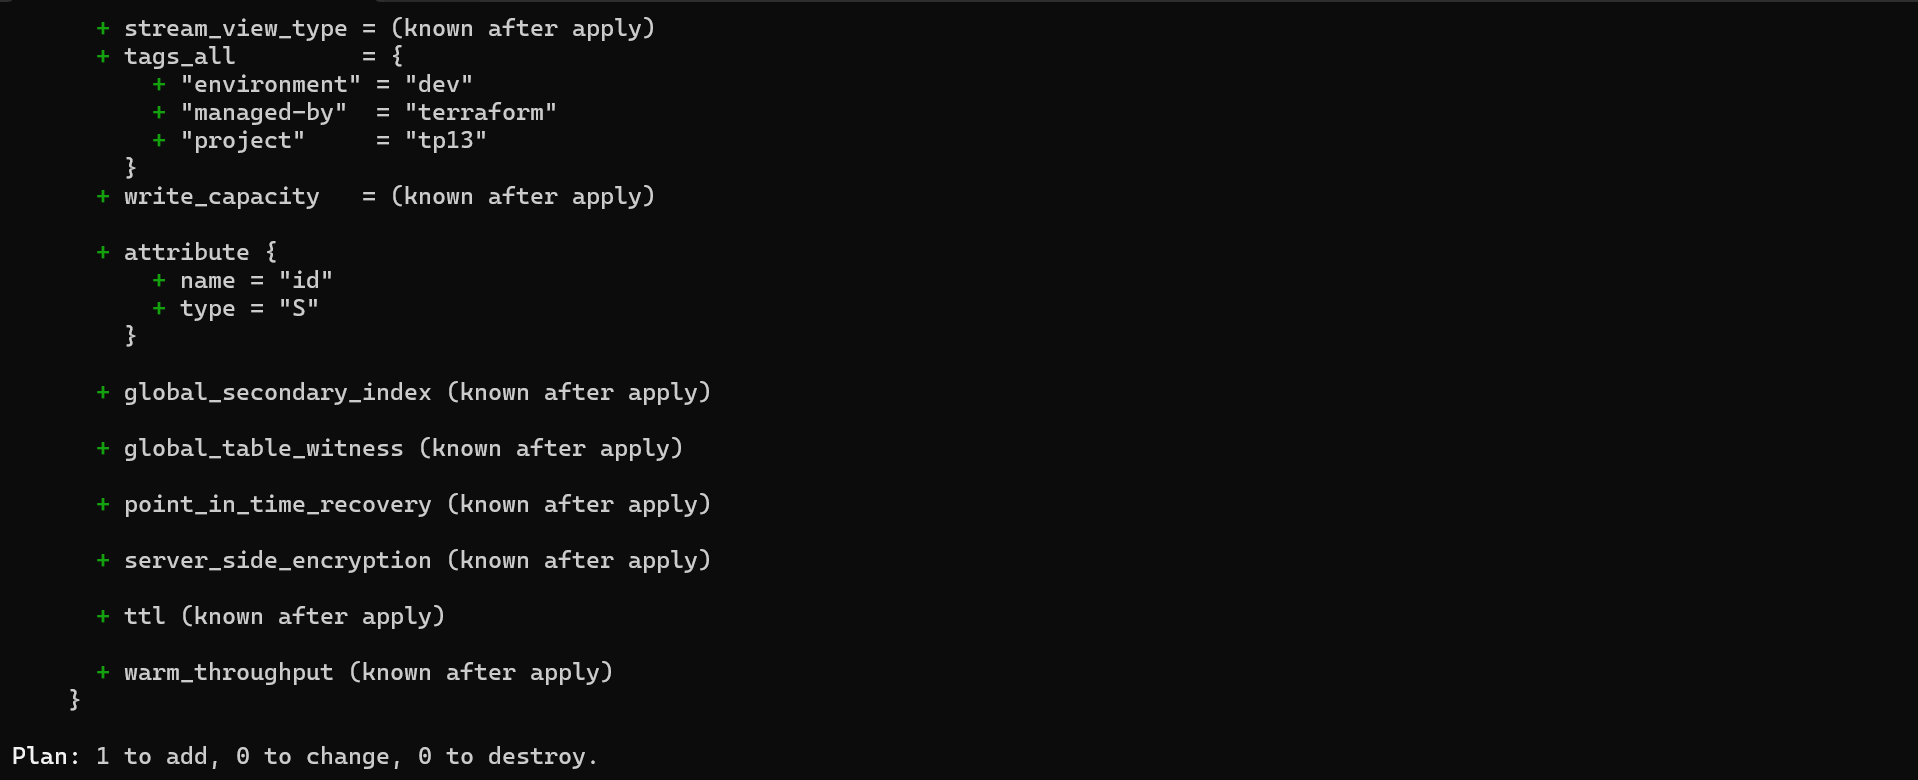 + stream_view_type = (known after apply)
+ tags_all         = {
+ "environment" = "dev"
+ "managed-by"  = "terraform"
+ "project"     = "tp13"
}
+ write_capacity   = (known after apply)
+ attribute {
+ name = "id"
+ type = "S"
}
+ global_secondary_index (known after apply)
+ global_table_witness (known after apply)
+ point_in_time_recovery (known after apply)
+ server_side_encryption (known after apply)
+ ttl (known after apply)
+ warm_throughput (known after apply)
}
Plan: 1 to add, 0 to change, 0 to destroy.